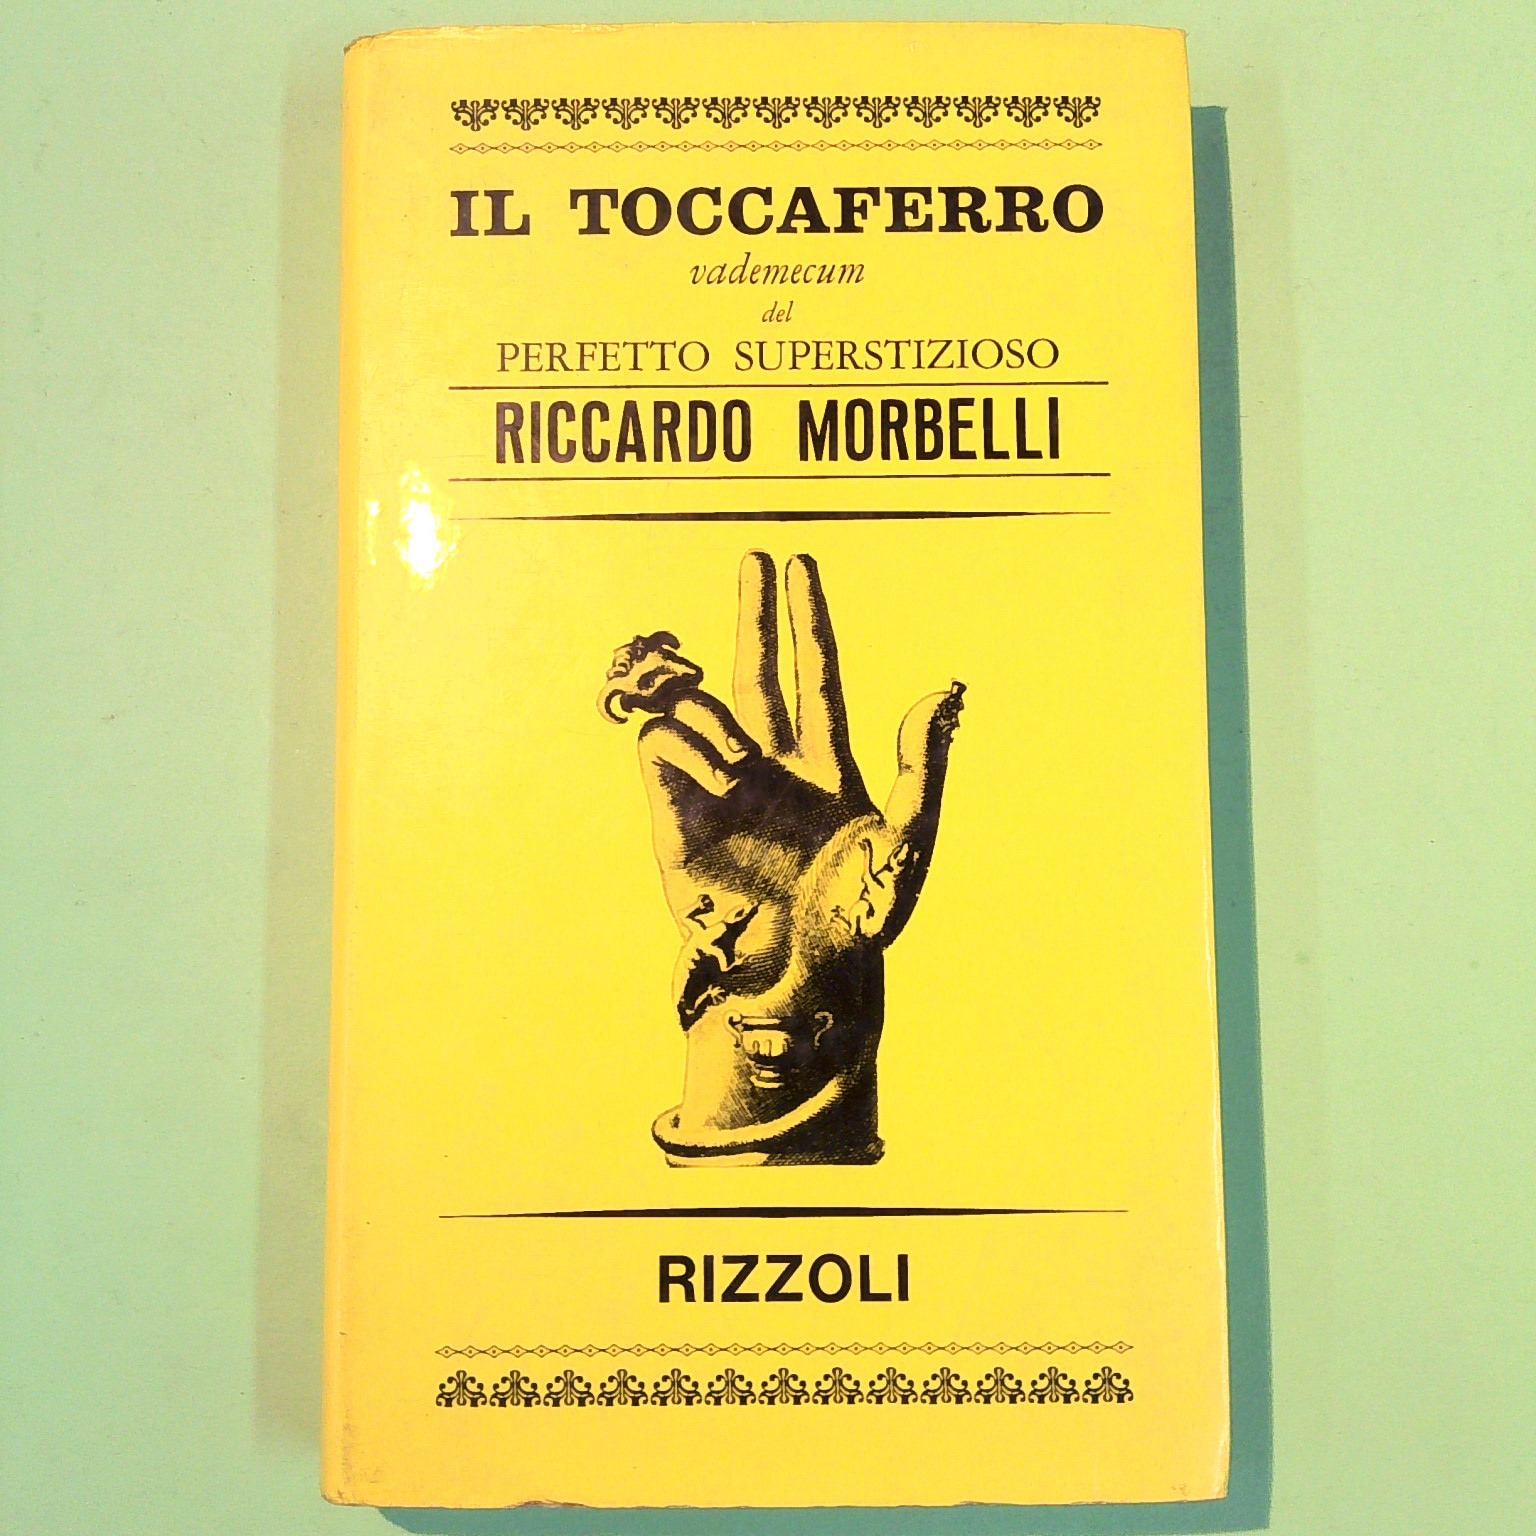 IL TOCCAFERRO
vademecum
del
PERFETTO SUPERSTIZIOSO
RICCARDO MORBELLI
RIZZOLI